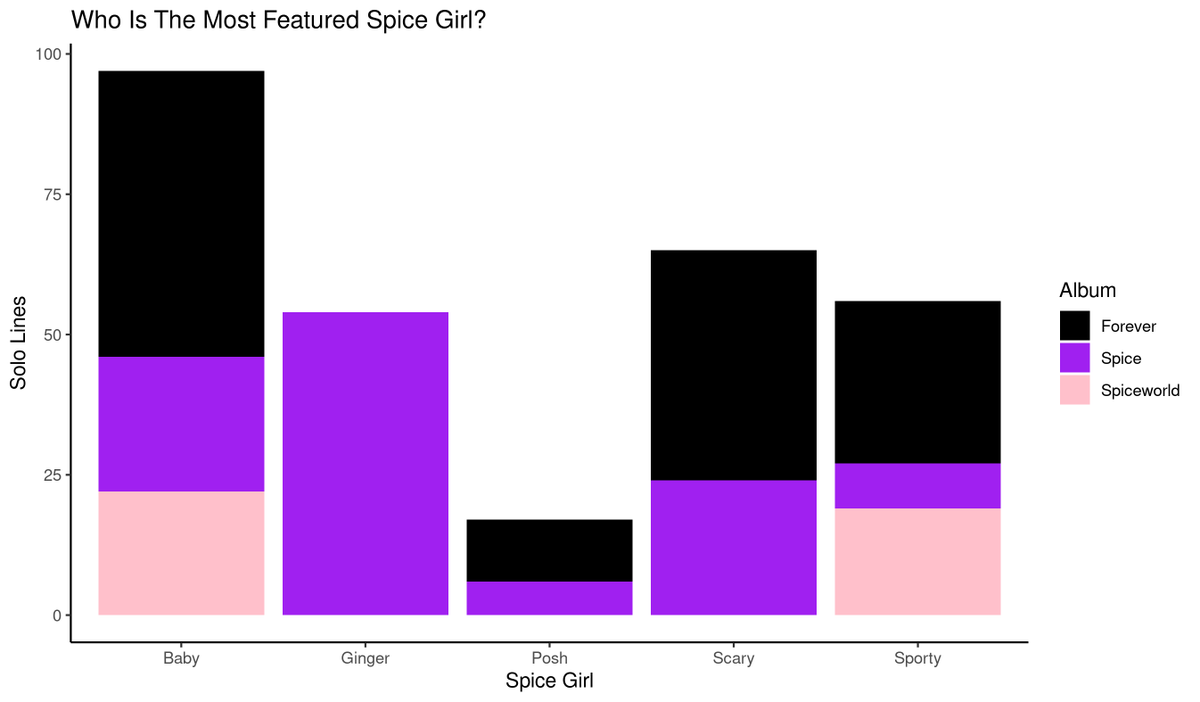 Who Is The Most Featured Spice Girl?
100
75
50
25
0
Solo Lines
Baby
Ginger
Posh
Scary
Sporty
Spice Girl
Album
Forever
Spice
Spiceworld